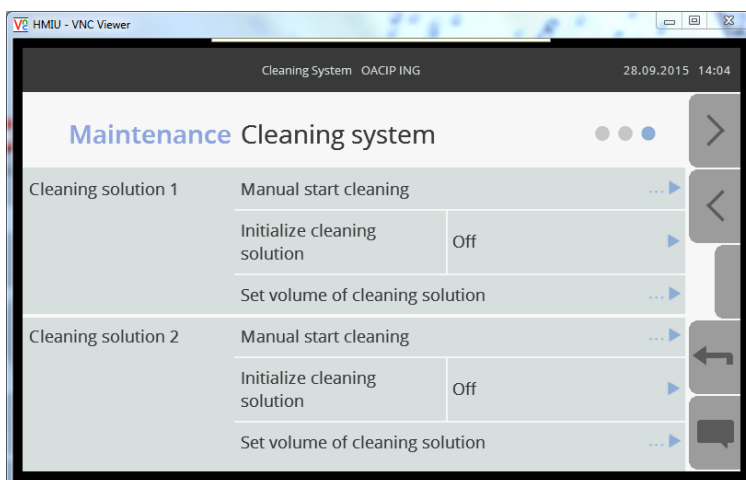 HMIU - VNC Viewer
Cleaning System OACIP ING 28.09.2015 14:04
Maintenance Cleaning system
Cleaning solution 1 Manual start cleaning ...
Initialize cleaning
solution Off
Set volume of cleaning solution ...
Cleaning solution 2 Manual start cleaning ...
Initialize cleaning
solution Off
Set volume of cleaning solution ...